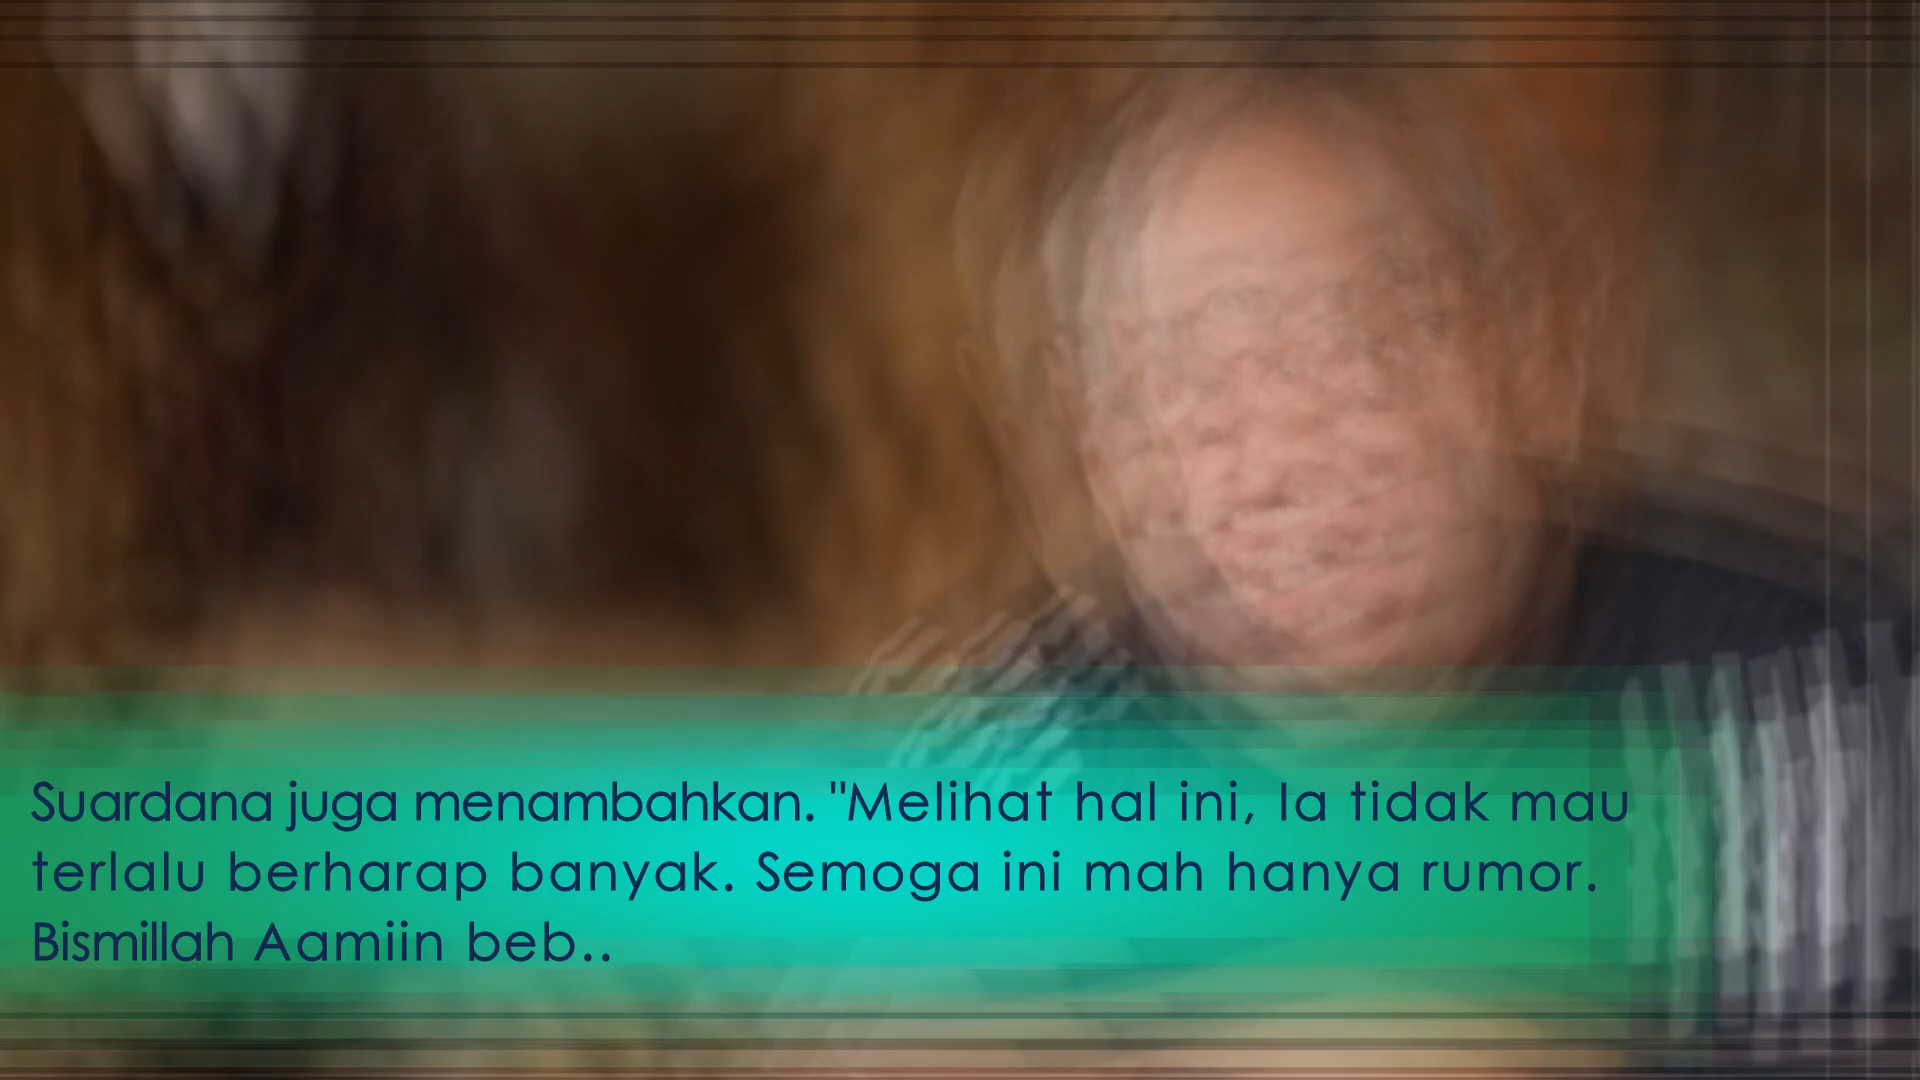 Suardana juga menambahkan. "Melihat hal ini, Ia tidak mau
terlalu berharap banyak. Semoga ini mah hanya rumor.
Bismillah Aamiin beb..